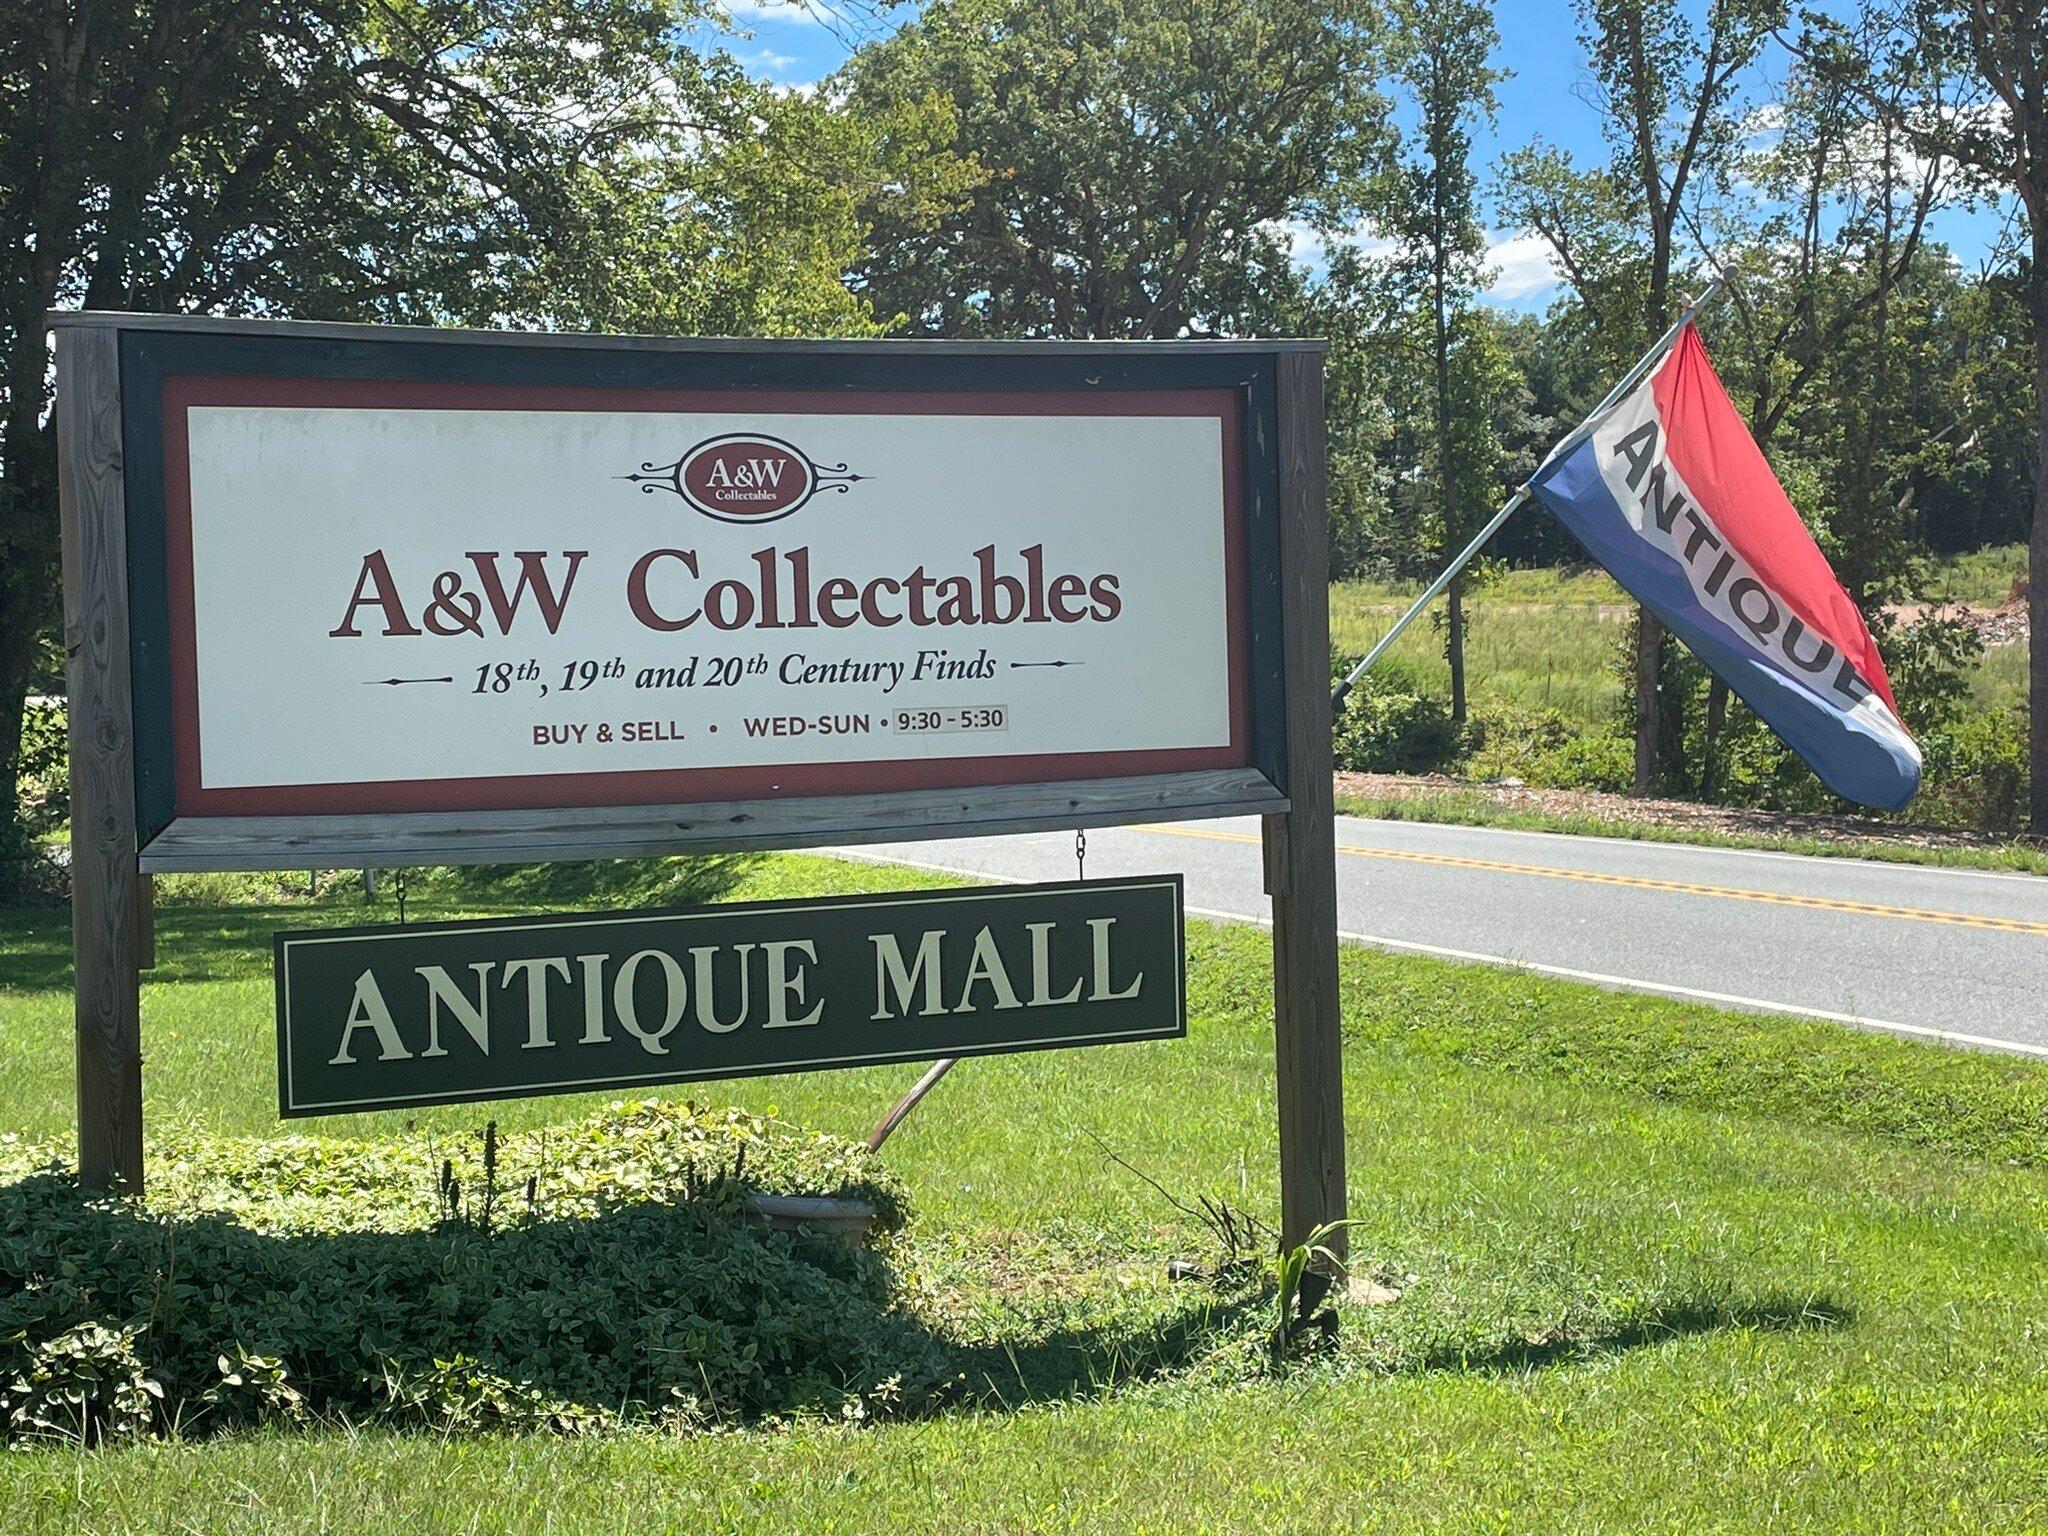 A&W
Collectables
A&W Collectables
18th, 19th and 20th Century Finds
BUY & SELL • WED-SUN • 9:30 - 5:30
ANTIQUE MALL
ANTIQUE